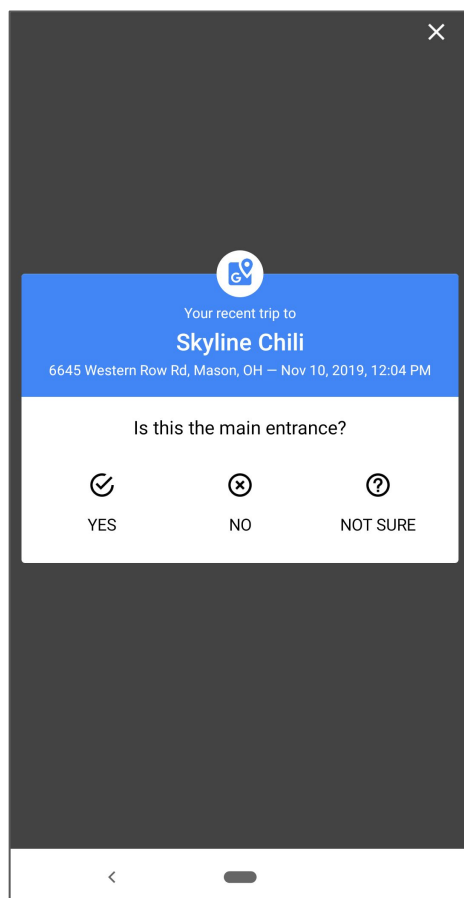 Your recent trip to
Skyline Chili
6645 Western Row Rd, Mason, OH — Nov 10, 2019, 12:04 PM
Is this the main entrance?
YES NO NOT SURE